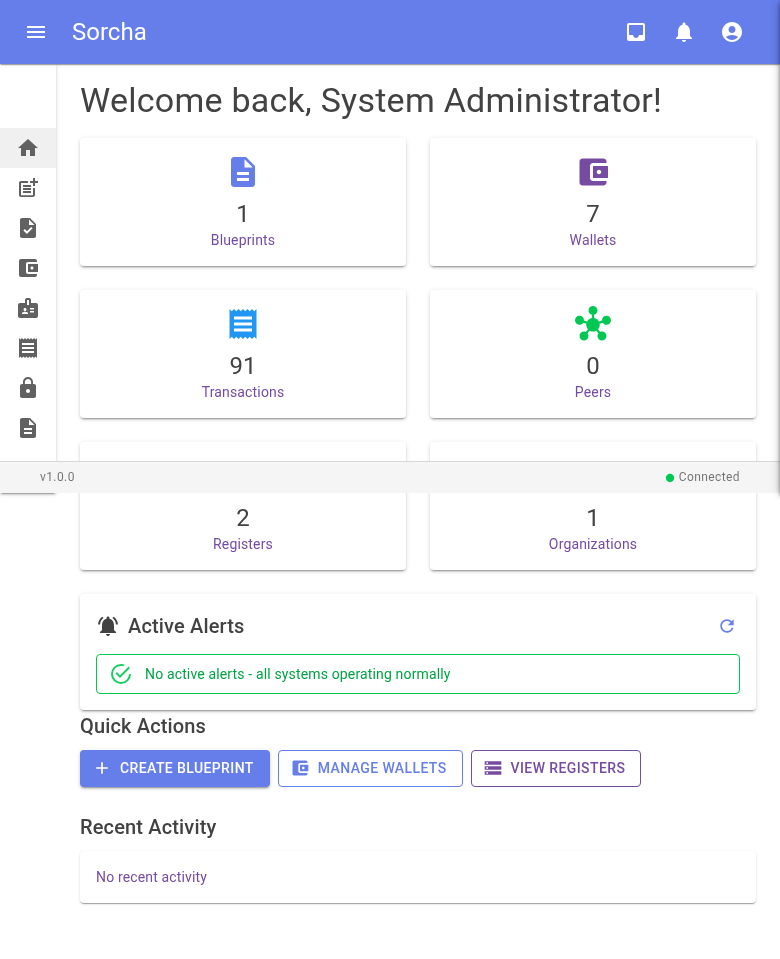 Sorcha
Welcome back, System Administrator!
1
Blueprints
7
Wallets
91
Transactions
0
Peers
v1.0.0
Connected
2
Registers
1
Organizations
Active Alerts
No active alerts - all systems operating normally
Quick Actions
CREATE BLUEPRINT
MANAGE WALLETS
VIEW REGISTERS
Recent Activity
No recent activity